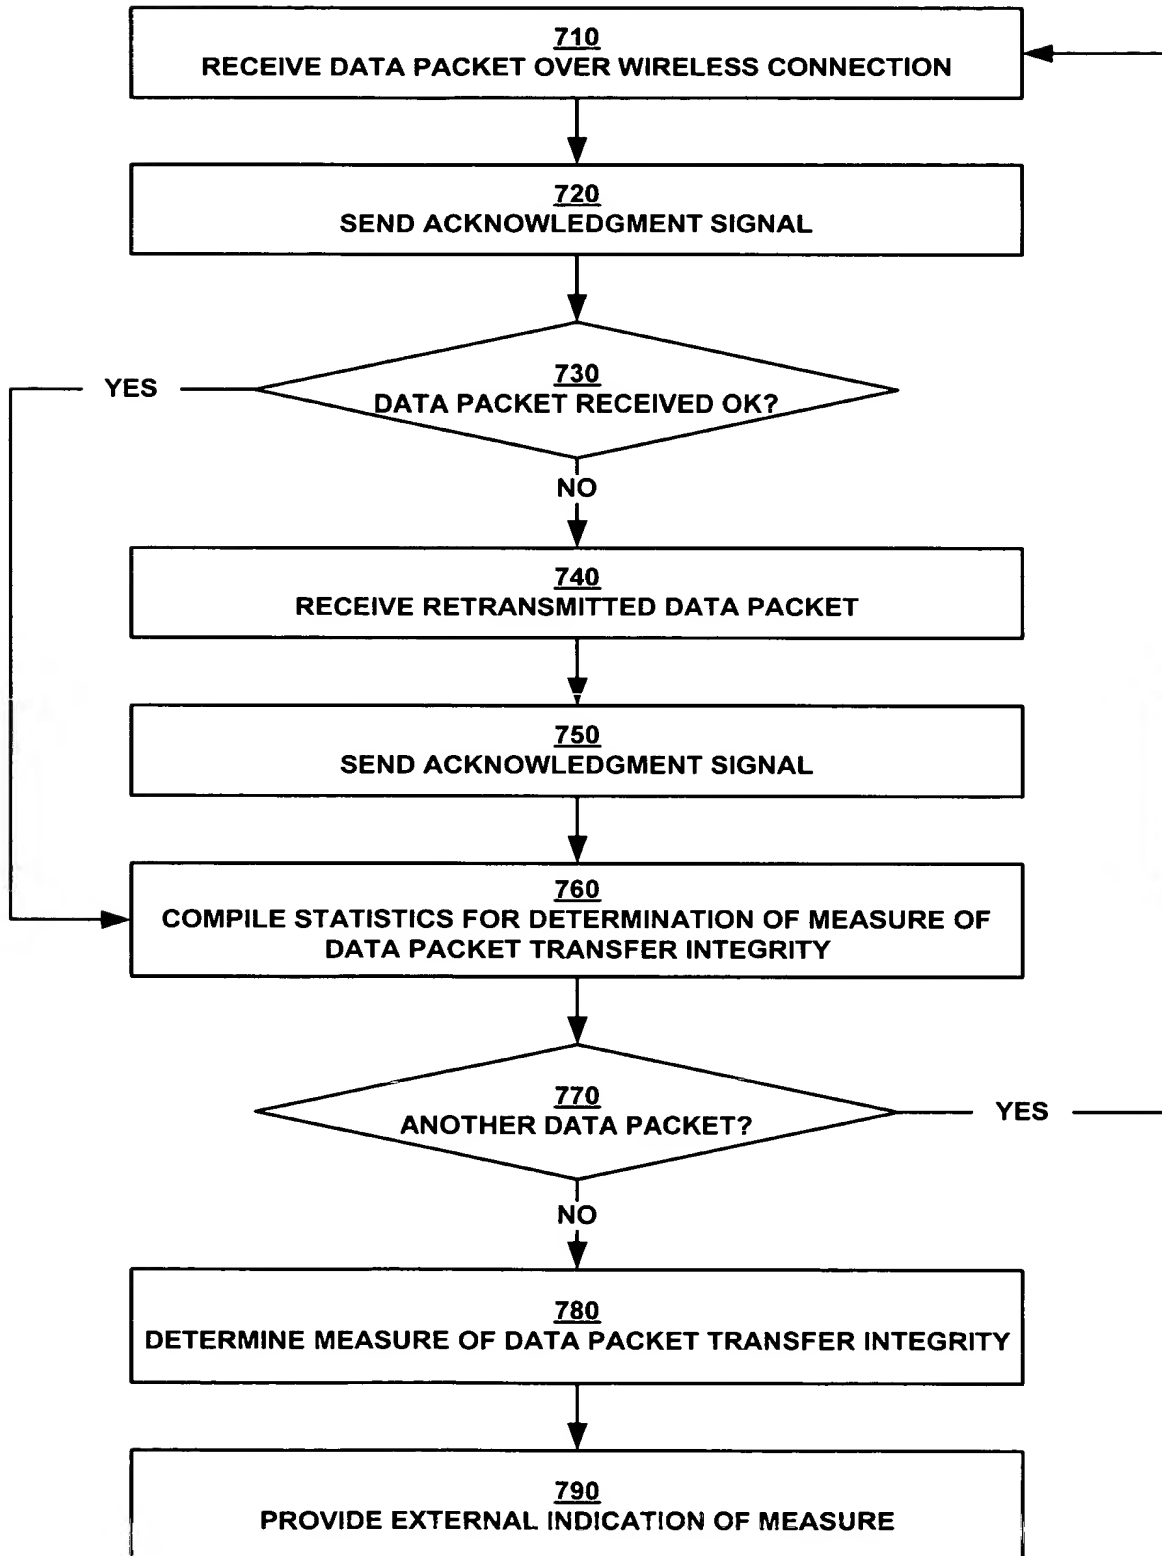 710
RECEIVE DATA PACKET OVER WIRELESS CONNECTION
720
SEND ACKNOWLEDGMENT SIGNAL
730
DATA PACKET RECEIVED OK?
YES
NO
740
RECEIVE RETRANSMITTED DATA PACKET
750
SEND ACKNOWLEDGMENT SIGNAL
760
COMPILE STATISTICS FOR DETERMINATION OF MEASURE OF
DATA PACKET TRANSFER INTEGRITY
770
ANOTHER DATA PACKET?
YES
NO
780
DETERMINE MEASURE OF DATA PACKET TRANSFER INTEGRITY
790
PROVIDE EXTERNAL INDICATION OF MEASURE